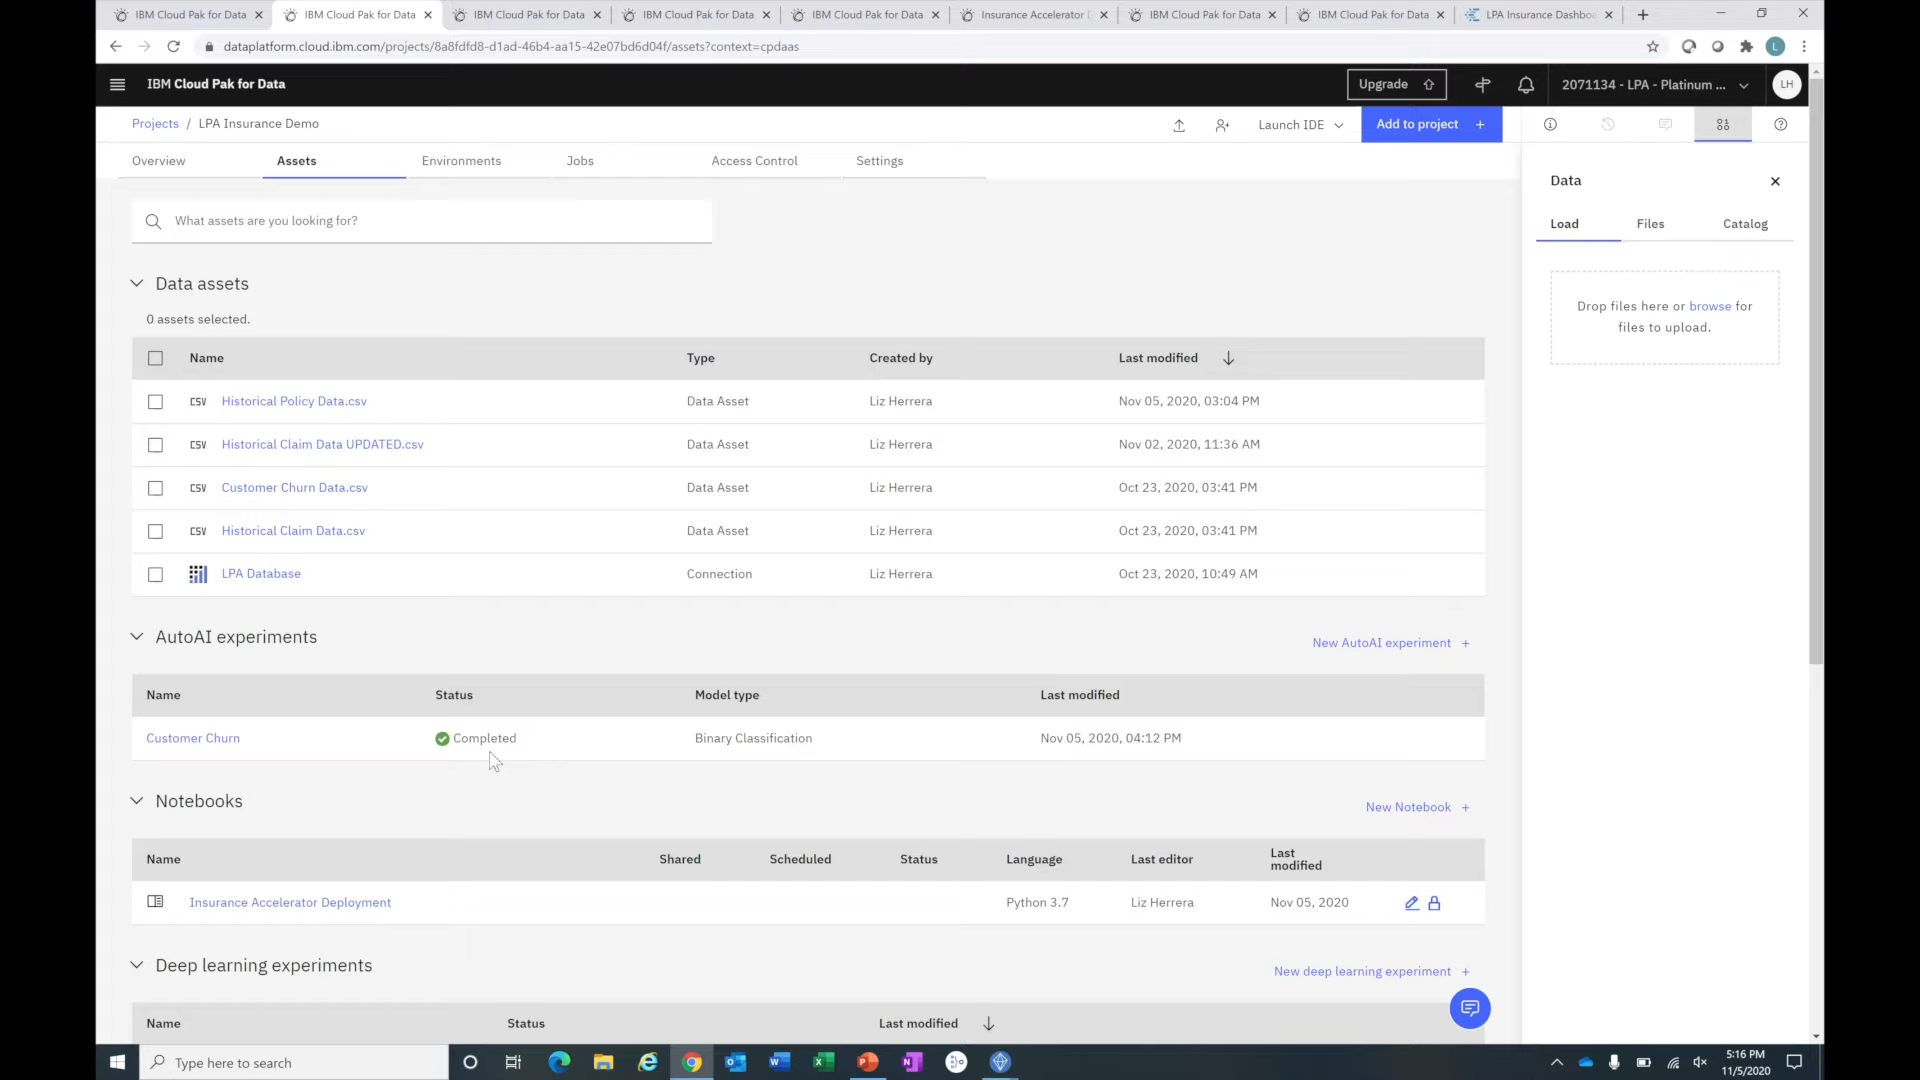 IBM Cloud Pak for Data
IBM Cloud Pak for Data
IBM Cloud Pak for Data
IBM Cloud Pak for Data
IBM Cloud Pak for Data
Insurance Accelerator
IBM Cloud Pak for Data
IBM Cloud Pak for Data
LPA Insurance Dashbo
dataplatform.cloud.ibm.com/projects/8a8fdfd8-d1ad-46b4-aa15-42e07bd6d04f/assets?context=cpdaas
L
IBM Cloud Pak for Data
Upgrade
2071134 - LPA - Platinum ...
LH
Projects / LPA Insurance Demo
Launch IDE
Add to project +
Overview
Assets
Environments
Jobs
Access Control
Settings
What assets are you looking for?
Data assets
0 assets selected.
Name Type Created by Last modified
CSV Historical Policy Data.csv Data Asset Liz Herrera Nov 05, 2020, 03:04 PM
CSV Historical Claim Data UPDATED.csv Data Asset Liz Herrera Nov 02, 2020, 11:36 AM
CSV Customer Churn Data.csv Data Asset Liz Herrera Oct 23, 2020, 03:41 PM
CSV Historical Claim Data.csv Data Asset Liz Herrera Oct 23, 2020, 03:41 PM
LPA Database Connection Liz Herrera Oct 23, 2020, 10:49 AM
AutoAI experiments
New AutoAI experiment +
Name Status Model type Last modified
Customer Churn Completed Binary Classification Nov 05, 2020, 04:12 PM
Notebooks
New Notebook +
Name Shared Scheduled Status Language Last editor Last
modified
Insurance Accelerator Deployment Python 3.7 Liz Herrera Nov 05, 2020
Deep learning experiments
New deep learning experiment +
Name Status Last modified
Data
Load Files Catalog
Drop files here or browse for
files to upload.
Type here to search
5:16 PM
11/5/2020